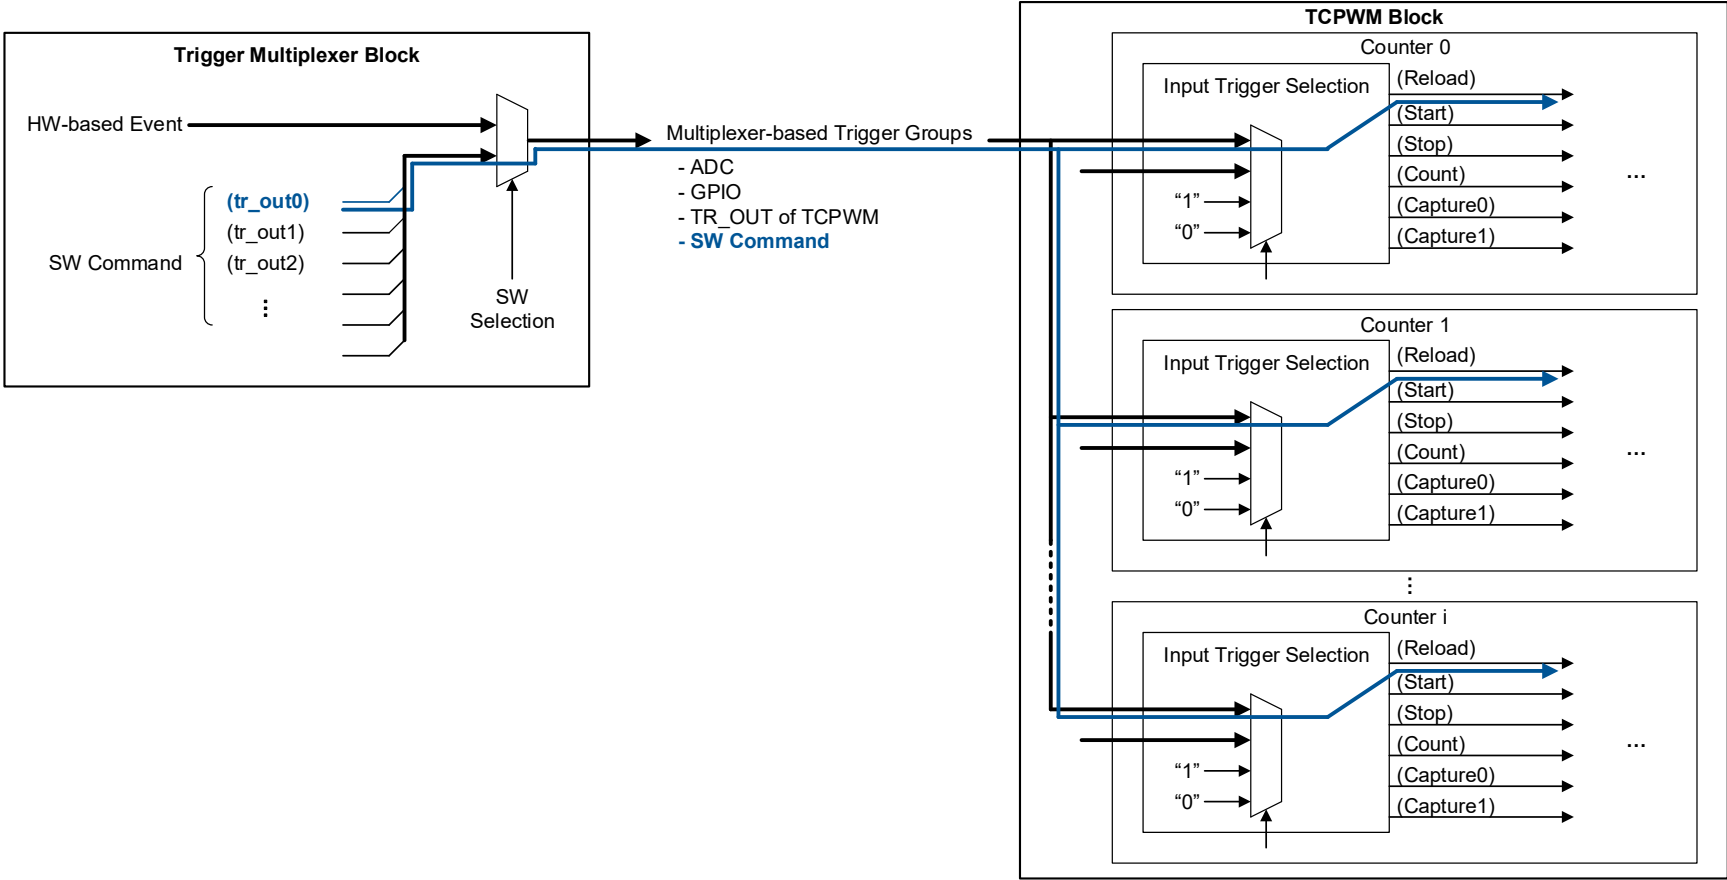 Trigger Multiplexer Block
HW-based Event
SW Command
(tr_out0)
(tr_out1)
(tr_out2)
⋮
SW
Selection
Multiplexer-based Trigger Groups
- ADC
- GPIO
- TR_OUT of TCPWM
- SW Command
TCPWM Block
Counter 0
Input Trigger Selection
“1”
“0”
(Reload)
(Start)
(Stop)
(Count)
(Capture0)
(Capture1)
...
Counter 1
Input Trigger Selection
“1”
“0”
(Reload)
(Start)
(Stop)
(Count)
(Capture0)
(Capture1)
...
⋮
Counter i
Input Trigger Selection
“1”
“0”
(Reload)
(Start)
(Stop)
(Count)
(Capture0)
(Capture1)
...